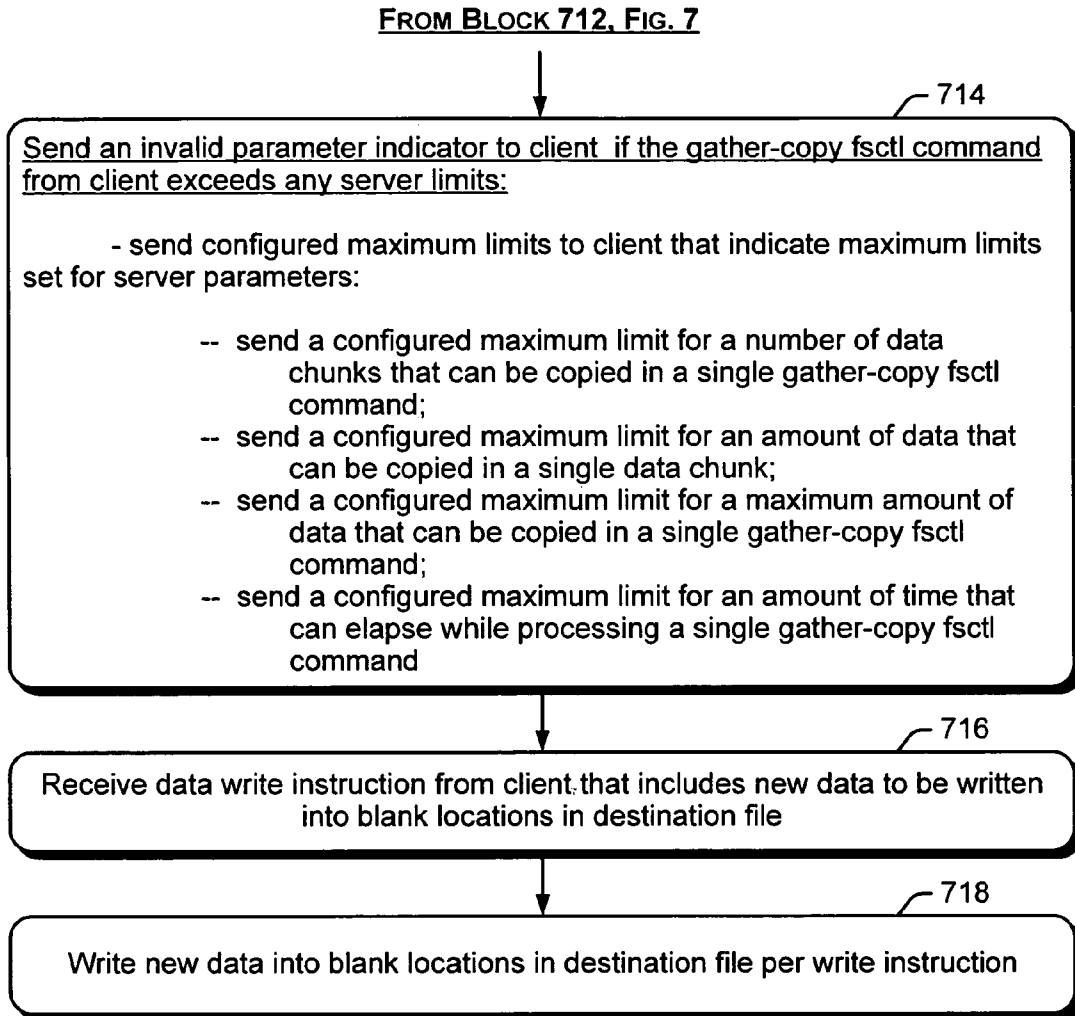 FROM BLOCK 712, FIG. 7
714
Send an invalid parameter indicator to client if the gather-copy fsctl command
from client exceeds any server limits:
- send configured maximum limits to client that indicate maximum limits
set for server parameters:
-- send a configured maximum limit for a number of data
chunks that can be copied in a single gather-copy fsctl
command;
-- send a configured maximum limit for an amount of data that
can be copied in a single data chunk;
-- send a configured maximum limit for a maximum amount of
data that can be copied in a single gather-copy fsctl
command;
-- send a configured maximum limit for an amount of time that
can elapse while processing a single gather-copy fsctl
command
716
Receive data write instruction from client that includes new data to be written
into blank locations in destination file
718
Write new data into blank locations in destination file per write instruction